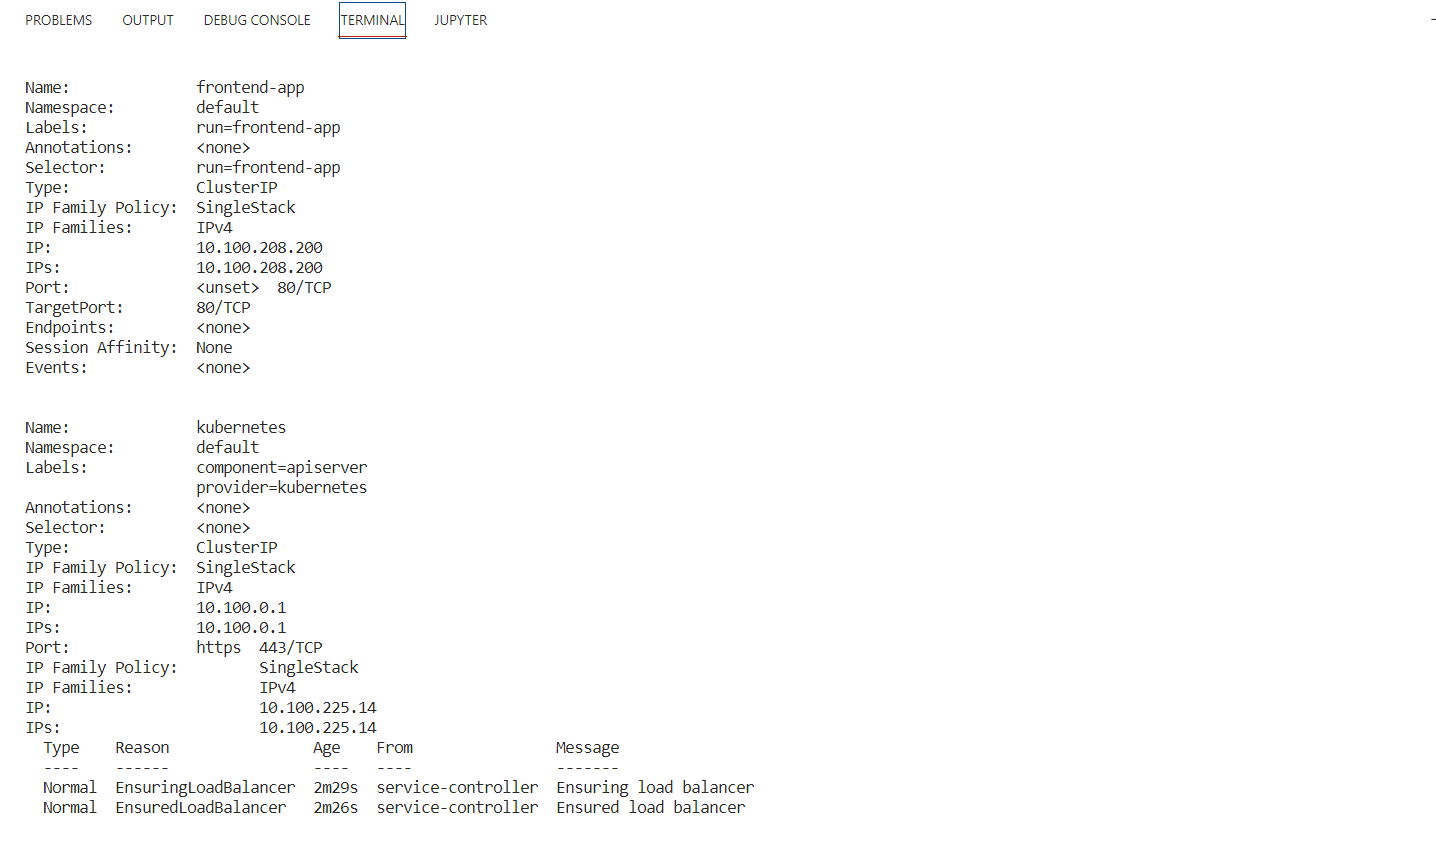 PROBLEMS OUTPUT DEBUG CONSOLE TERMINAL JUPYTER
Name: frontend-app
Namespace: default
Labels: run=frontend-app
Annotations: <none>
Selector: run=frontend-app
Type: ClusterIP
IP Family Policy: SingleStack
IP Families: IPv4
IP: 10.100.208.200
IPs: 10.100.208.200
Port: <unset> 80/TCP
TargetPort: 80/TCP
Endpoints: <none>
Session Affinity: None
Events: <none>
Name: kubernetes
Namespace: default
Labels: component=apiserver
provider=kubernetes
Annotations: <none>
Selector: <none>
Type: ClusterIP
IP Family Policy: SingleStack
IP Families: IPv4
IP: 10.100.0.1
IPs: 10.100.0.1
Port: https 443/TCP
IP Family Policy: SingleStack
IP Families: IPv4
IP: 10.100.225.14
IPs: 10.100.225.14
Type Reason Age From Message
---- ------ ---- ---- -------
Normal EnsuringLoadBalancer 2m29s service-controller Ensuring load balancer
Normal EnsuredLoadBalancer 2m26s service-controller Ensured load balancer